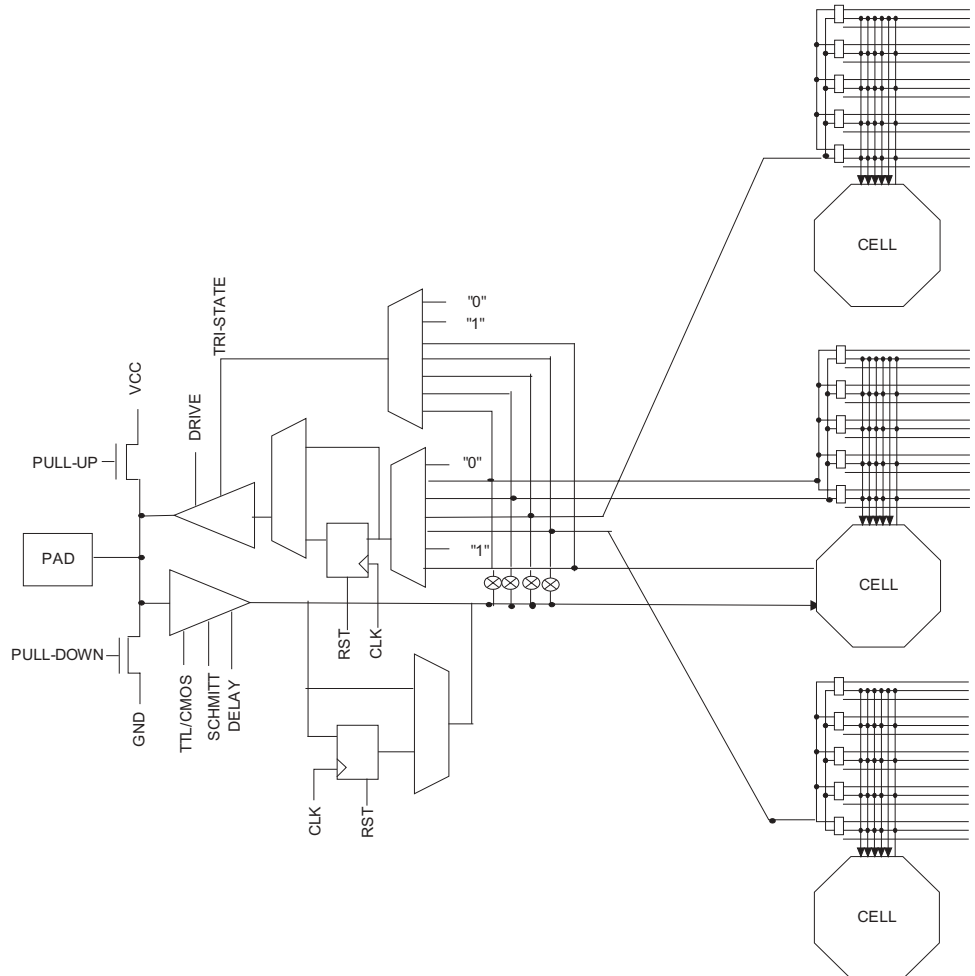 CELL
"0"
"1"
TRI-STATE
VCC
DRIVE
PULL-UP
"0"
PAD
"1"
CELL
RST
CLK
PULL-DOWN
GND
TTL/CMOS
SCHMITT
DELAY
CLK
RST
CELL